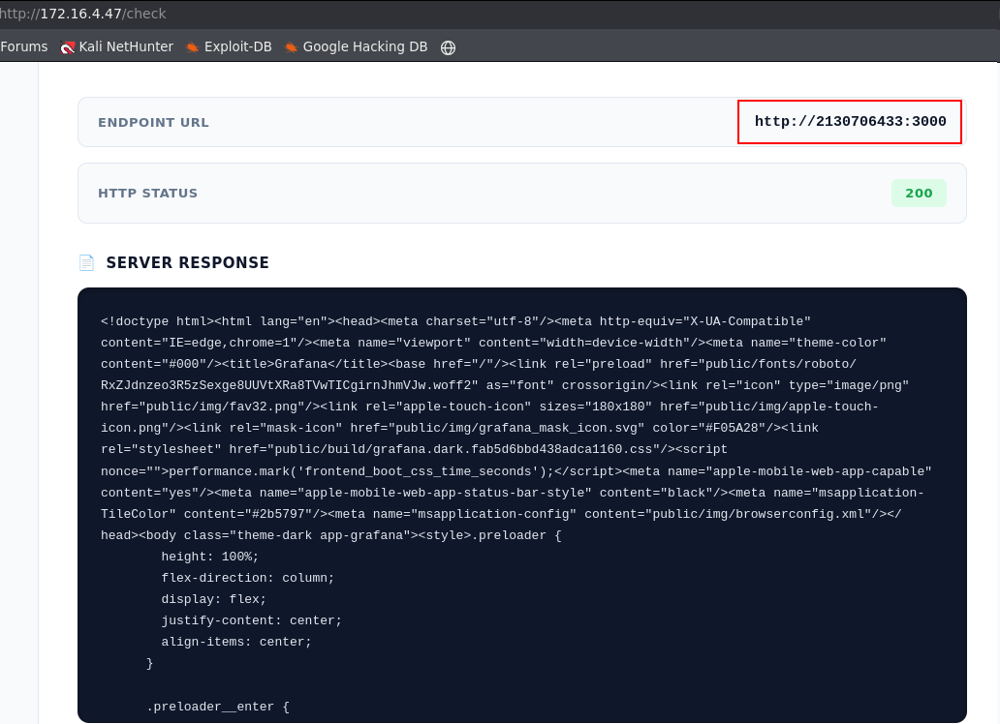 http://172.16.4.47/check
Forums Kali NetHunter Exploit-DB Google Hacking DB
ENDPOINT URL http://2130706433:3000
HTTP STATUS 200
SERVER RESPONSE
<!doctype html><html lang="en"><head><meta charset="utf-8"/><meta http-equiv="X-UA-Compatible"
content="IE=edge,chrome=1"/><meta name="viewport" content="width=device-width"/><meta name="theme-color"
content="#000"/><title>Grafana</title><base href="/"/><link rel="preload" href="public/fonts/roboto/
RxZJdnzeo3R5zSexge8UUVtXRa8TVwTICgirnJhmVJw.woff2" as="font" crossorigin/><link rel="icon" type="image/png"
href="public/img/fav32.png"/><link rel="apple-touch-icon" sizes="180x180" href="public/img/apple-touch-
icon.png"/><link rel="mask-icon" href="public/img/grafana_mask_icon.svg" color="#F05A28"/><link
rel="stylesheet" href="public/build/grafana.dark.fab5d6bbd438adca1160.css"/><script
nonce="">performance.mark('frontend_boot_css_time_seconds');</script><meta name="apple-mobile-web-app-capable"
content="yes"/><meta name="apple-mobile-web-app-status-bar-style" content="black"/><meta name="msapplication-
TileColor" content="#2b5797"/><meta name="msapplication-config" content="public/img/browserconfig.xml"/></
head><body class="theme-dark app-grafana"><style>.preloader {
height: 100%;
flex-direction: column;
display: flex;
justify-content: center;
align-items: center;
}
.preloader__enter {